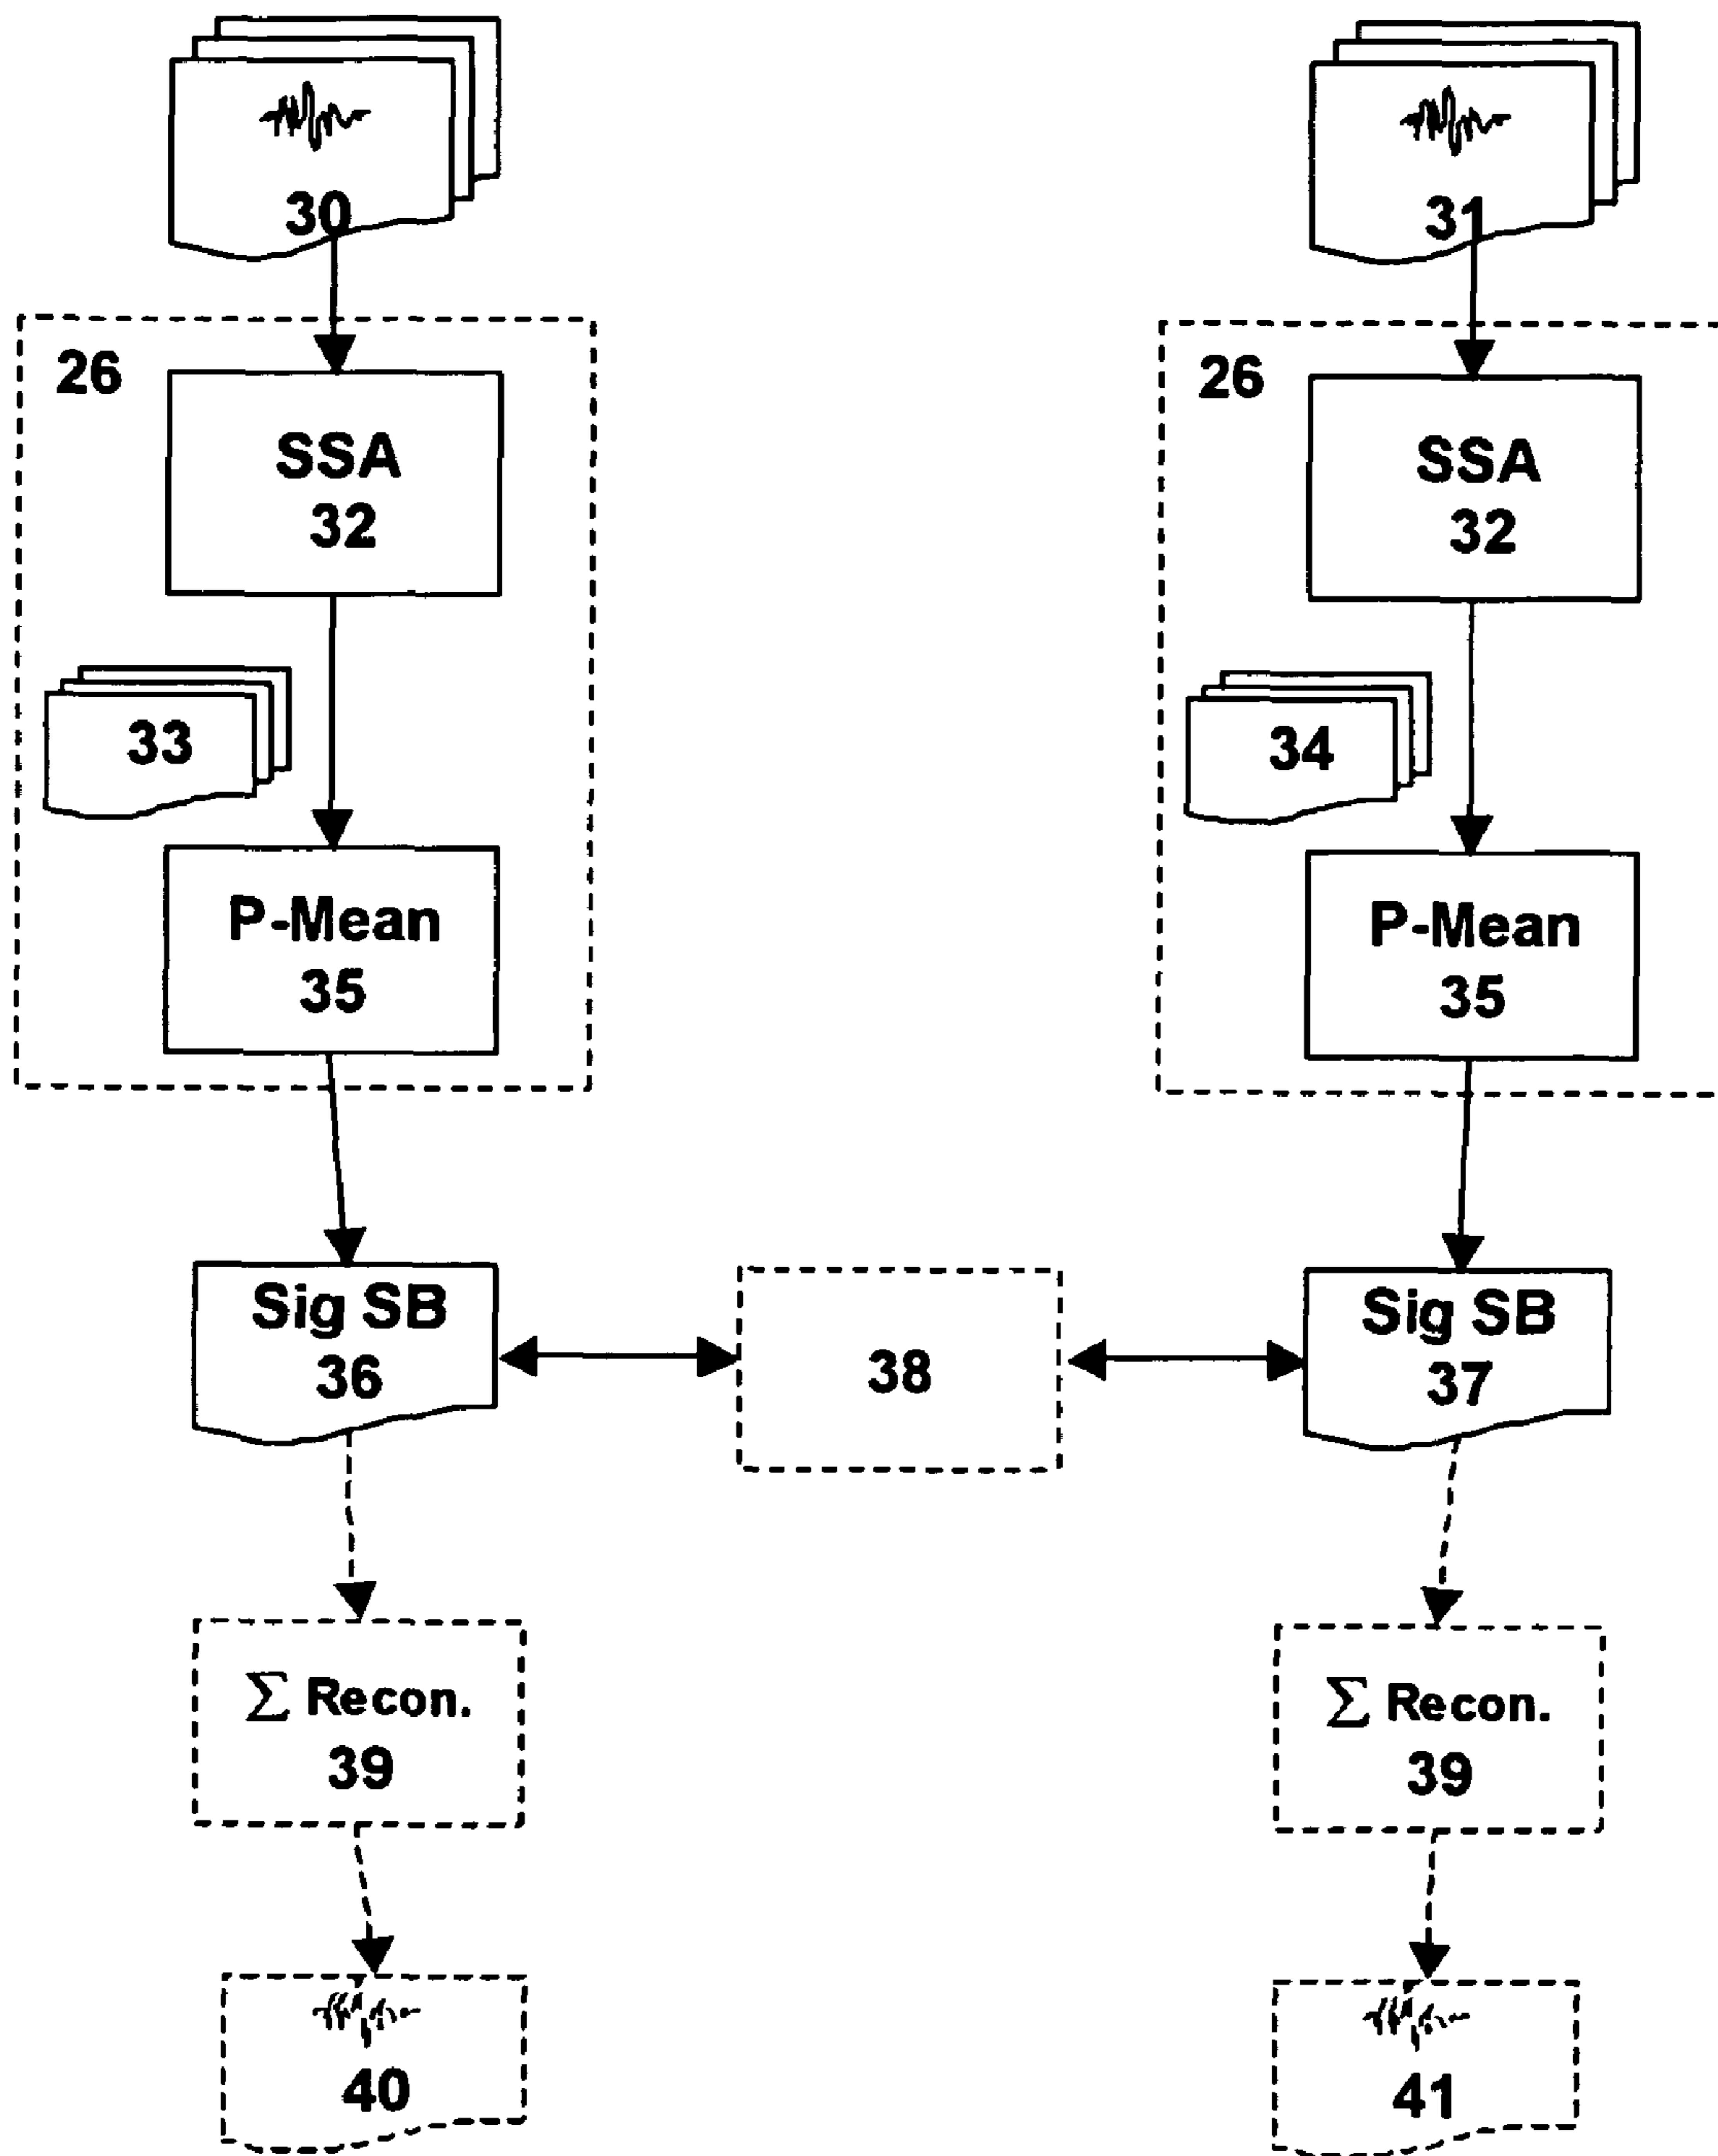 30
31
26
26
SSA
32
SSA
32
33
34
P-Mean
35
P-Mean
35
Sig SB
36
38
Sig SB
37
Σ Recon.
39
Σ Recon.
39
40
41